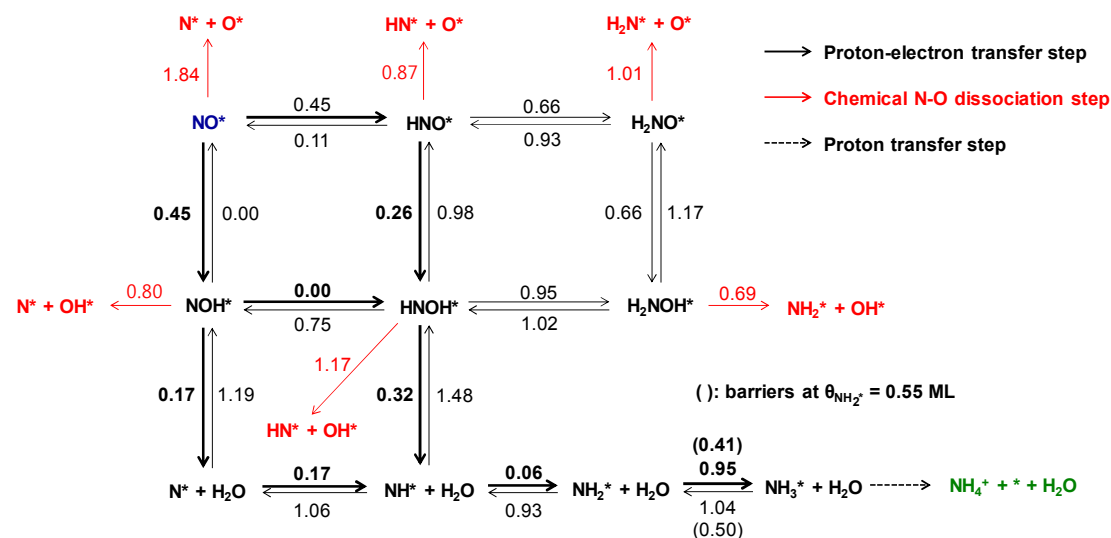 N* + O* HN* + O* H₂N* + O*
Proton-electron transfer step
1.84 0.87 1.01
Chemical N-O dissociation step
0.45 0.66
NO* HNO* H₂NO*
Proton transfer step
0.11 0.93
0.45 0.00 0.26 0.98 0.66 1.17
0.80 0.00 0.95 0.69
N* + OH* NOH* HNOH* H₂NOH* NH₂* + OH*
0.75 1.02
1.17
0.17 1.19 0.32 1.48
( ): barriers at θNH₂* = 0.55 ML
HN* + OH*
(0.41)
0.17 0.06 0.95
N* + H₂O NH* + H₂O NH₂* + H₂O NH₃* + H₂O NH₄⁺ + * + H₂O
1.06 0.93 1.04
(0.50)